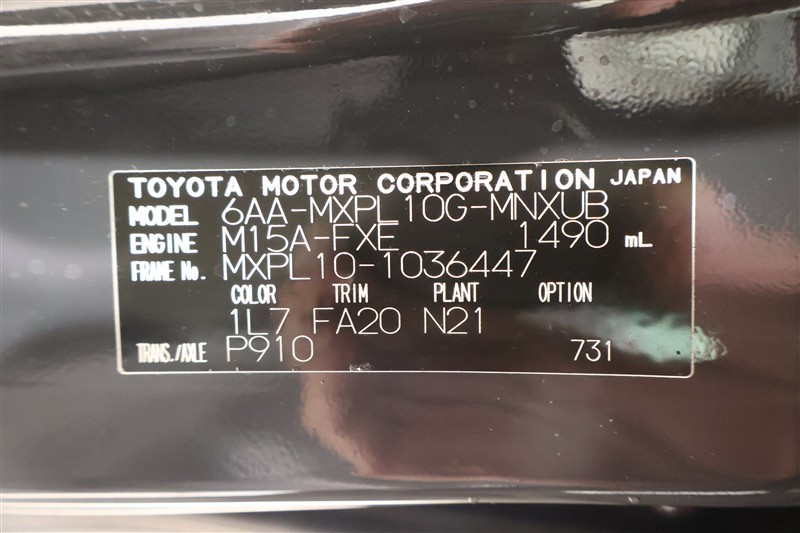 TOYOTA MOTOR CORPORATION JAPAN
MODEL 6AA-MXPL10G-MNXUB
ENGINE M15A-FXE 1490 mL
FRAME No. MXPL10-1036447
COLOR TRIM PLANT OPTION
1L7 FA20 N21
TRANS./AXLE P910 731